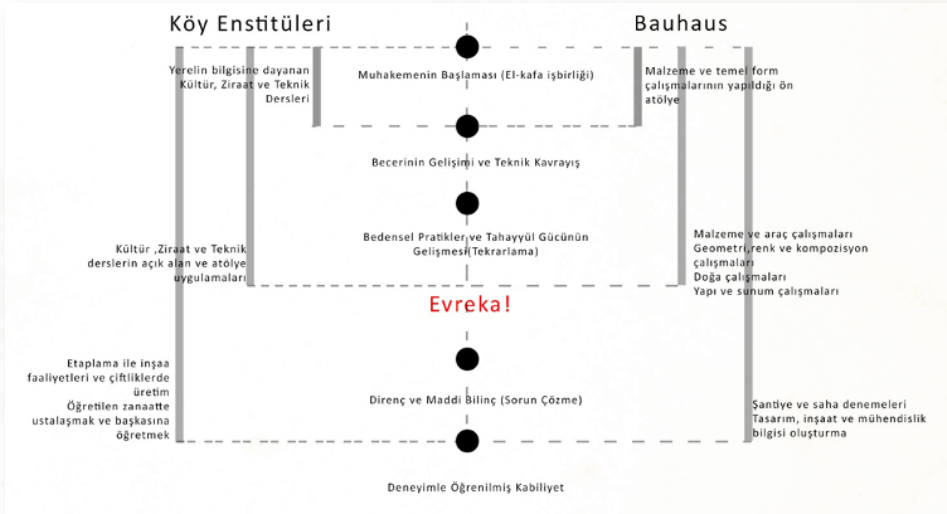 Köy Enstitüleri
Bauhaus
Yerelin bilgisine dayanan
Kültür, Ziraat ve Teknik
Dersleri
Muhakemenin Başlaması (El-kafa işbirliği)
Malzeme ve temel form
çalışmalarının yapıldığı ön
atölye
Becerinin Gelişimi ve Teknik Kavrayış
Kültür ,Ziraat ve Teknik
derslerin açık alan ve atölye
uygulamaları
Bedensel Pratikler ve Tahayyül Gücünün
Gelişmesi(Tekrarlama)
Malzeme ve araç çalışmaları
Geometri,renk ve kompozisyon
çalışmaları
Doğa çalışmaları
Yapı ve sunum çalışmaları
Evreka!
Etaplama ile inşaa
faaliyetleri ve çiftliklerde
üretim
Öğretilen zanaatte
ustalaşmak ve başkasına
öğretmek
Direnç ve Maddi Bilinç (Sorun Çözme)
Şantiye ve saha denemeleri
Tasarım, inşaat ve mühendislik
bilgisi oluşturma
Deneyimle Öğrenilmiş Kabiliyet